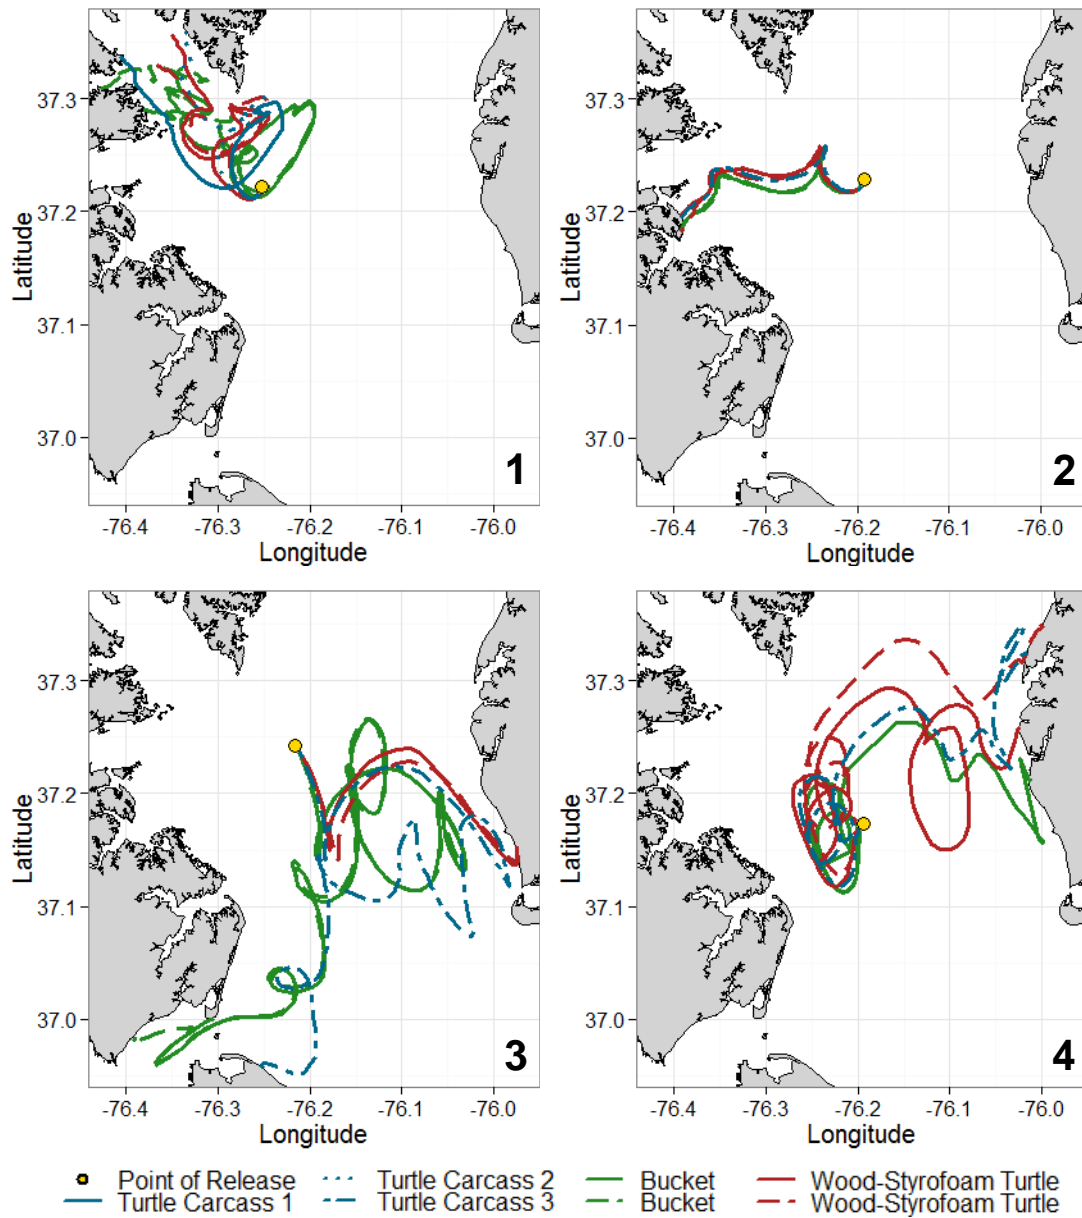 37.3
37.2
37.1
37.0
Latitude
-76.4 -76.3 -76.2 -76.1 -76.0
Longitude
1
37.3
37.2
37.1
37.0
Latitude
-76.4 -76.3 -76.2 -76.1 -76.0
Longitude
2
37.3
37.2
37.1
37.0
Latitude
-76.4 -76.3 -76.2 -76.1 -76.0
Longitude
3
37.3
37.2
37.1
37.0
Latitude
-76.4 -76.3 -76.2 -76.1 -76.0
Longitude
4
Point of Release Turtle Carcass 2 Bucket Wood-Styrofoam Turtle
Turtle Carcass 1 Turtle Carcass 3 Bucket Wood-Styrofoam Turtle